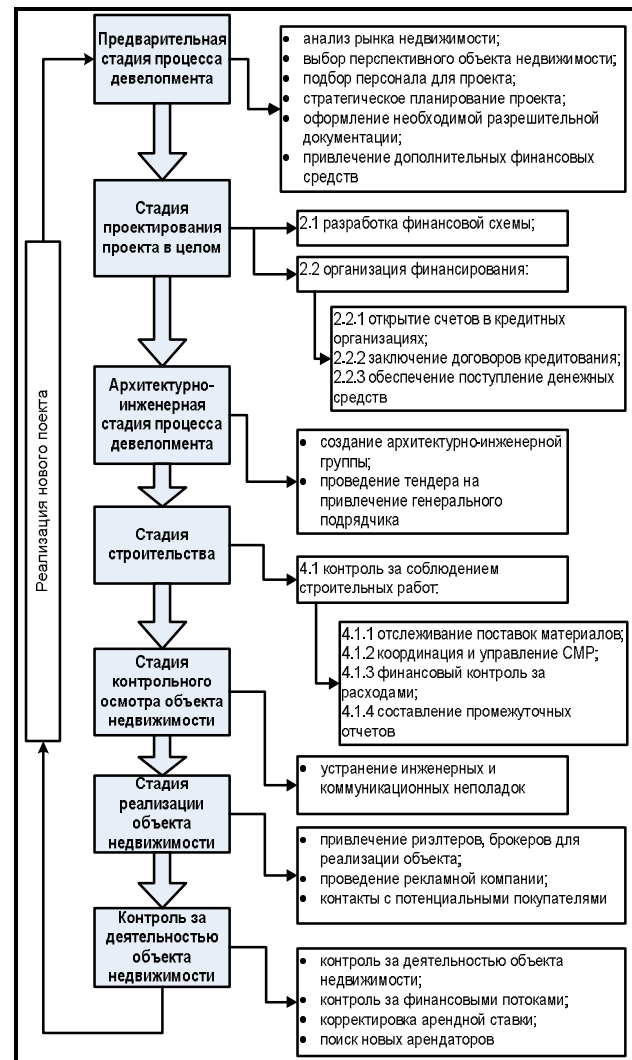 Предварительная
стадия процесса
девелопмента
• анализ рынка недвижимости;
• выбор перспективного объекта недвижимости;
• подбор персонала для проекта;
• стратегическое планирование проекта;
• оформление необходимой разрешительной
документации;
• привлечение дополнительных финансовых
средств
Стадия
проектирования
проекта в целом
2.1 разработка финансовой схемы;
2.2 организация финансирования:
2.2.1 открытие счетов в кредитных
организациях;
2.2.2 заключение договоров кредитования;
2.2.3 обеспечение поступление денежных
средств
Архитектурно-
инженерная
стадия процесса
девелопмента
• создание архитектурно-инженерной
группы;
• проведение тендера на
привлечение генерального
подрядчика
Стадия
строительства
4.1 контроль за соблюдением
строительных работ:
4.1.1 отслеживание поставок материалов;
4.1.2 координация и управление СМР;
4.1.3 финансовый контроль за
расходами;
4.1.4 составление промежуточных
отчетов
Стадия
контрольного
осмотра объекта
недвижимости
• устранение инженерных и
коммуникационных неполадок
Стадия
реализации
объекта
недвижимости
• привлечение риэлтеров, брокеров для
реализации объекта;
• проведение рекламной компании;
• контакты с потенциальными покупателями
Контроль за
деятельностью
объекта
недвижимости
• контроль за деятельностью объекта
недвижимости;
• контроль за финансовыми потоками;
• корректировка арендной ставки;
• поиск новых арендаторов
Реализация нового поекта